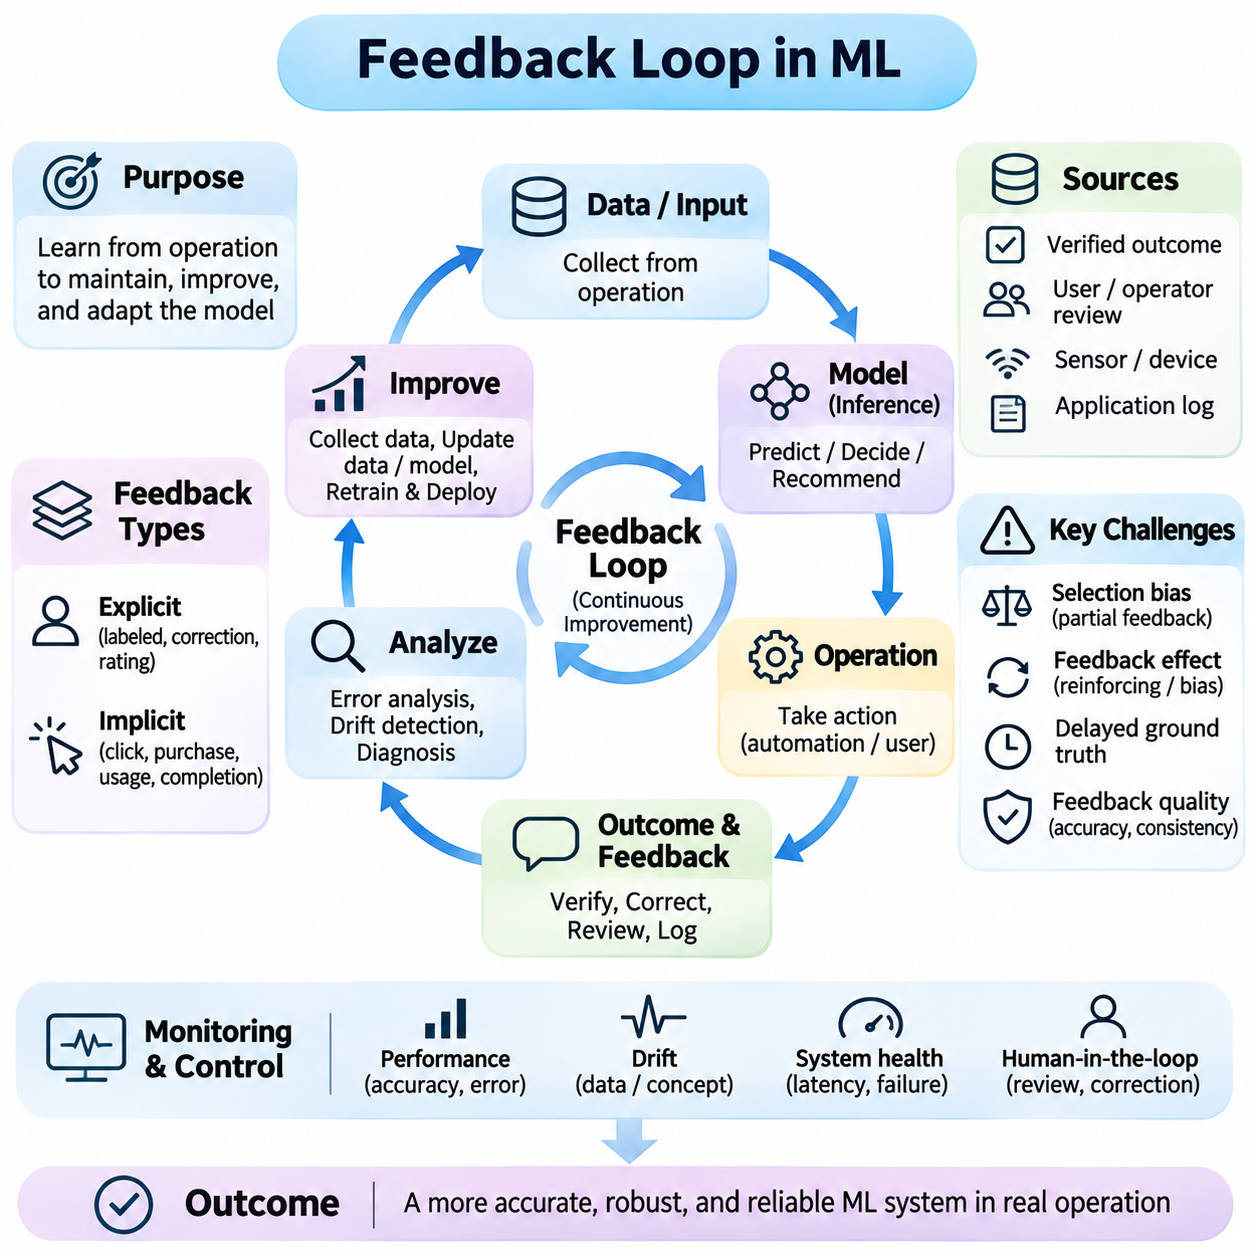 Feedback Loop in ML
Purpose
Learn from operation
to maintain, improve,
and adapt the model
Data / Input
Collect from
operation
Sources
Verified outcome
User / operator
review
Sensor / device
Application log
Improve
Collect data, Update
data / model,
Retrain & Deploy
Model
(Inference)
Predict / Decide /
Recommend
Feedback
Types
Explicit
(labeled, correction,
rating)
Implicit
(click, purchase,
usage, completion)
Feedback
Loop
(Continuous
Improvement)
Key Challenges
Selection bias
(partial feedback)
Feedback effect
(reinforcing / bias)
Delayed ground
truth
Feedback quality
(accuracy, consistency)
Analyze
Error analysis,
Drift detection,
Diagnosis
Operation
Take action
(automation / user)
Outcome &
Feedback
Verify, Correct,
Review, Log
Monitoring
& Control
Performance
(accuracy, error)
Drift
(data / concept)
System health
(latency, failure)
Human-in-the-loop
(review, correction)
Outcome
A more accurate, robust, and reliable ML system in real operation